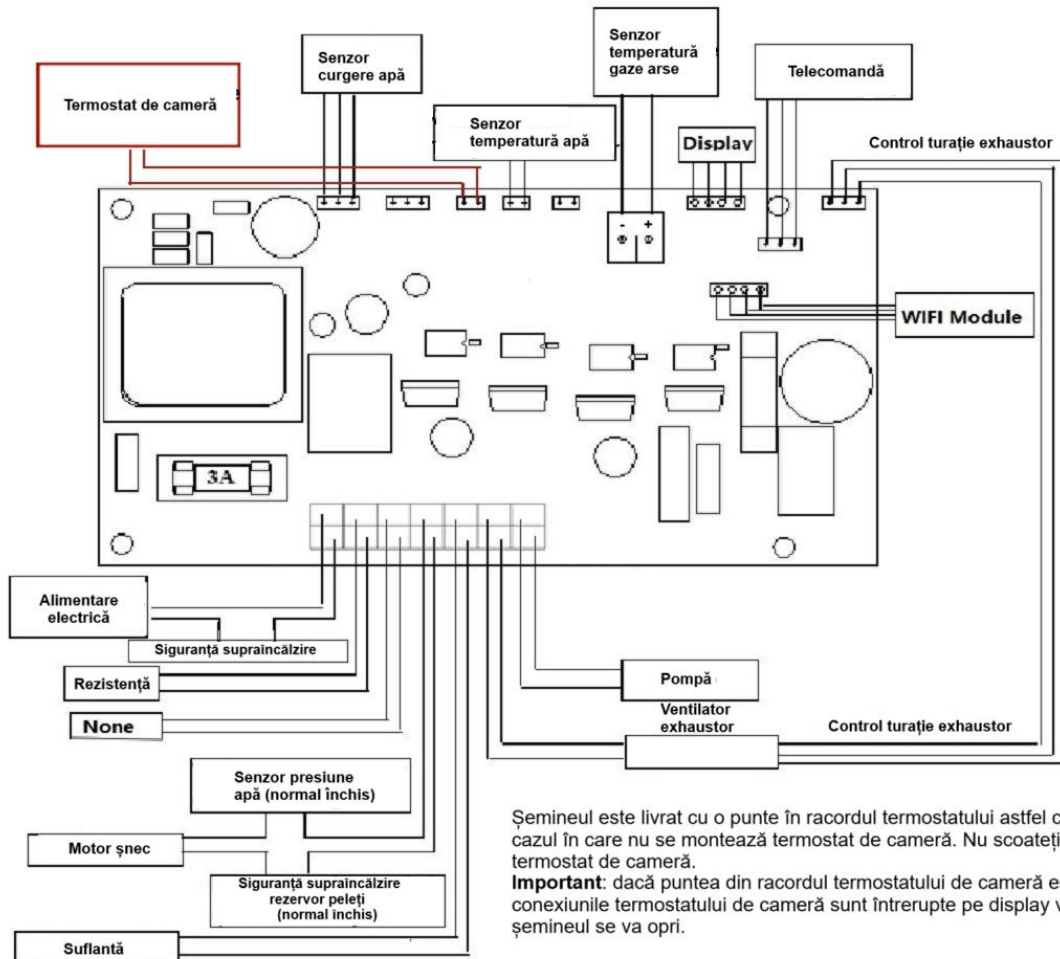 Senzor
curgere apă
Senzor
temperatură
gaze arse
Telecomandă
Termostat de cameră
Senzor
temperatură apă
Display
Control turație exhaustor
- +
WIFI Module
3A
Alimentare
electrică
Siguranță supraîncălzire
Rezistență
None
Pompă
Ventilator
exhaustor
Control turație exhaustor
Senzor presiune
apă (normal închis)
Motor șnec
Siguranță supraîncălzire
rezervor peleți
(normal închis)
Suflantă
Șemineul este livrat cu o punte în racordul termostatului astfel
cazul în care nu se montează termostat de cameră. Nu scoateți
termostat de cameră.
Important: dacă puntea din racordul termostatului de cameră
conexiunile termostatului de cameră sunt întrerupte pe display
șemineul se va opri.